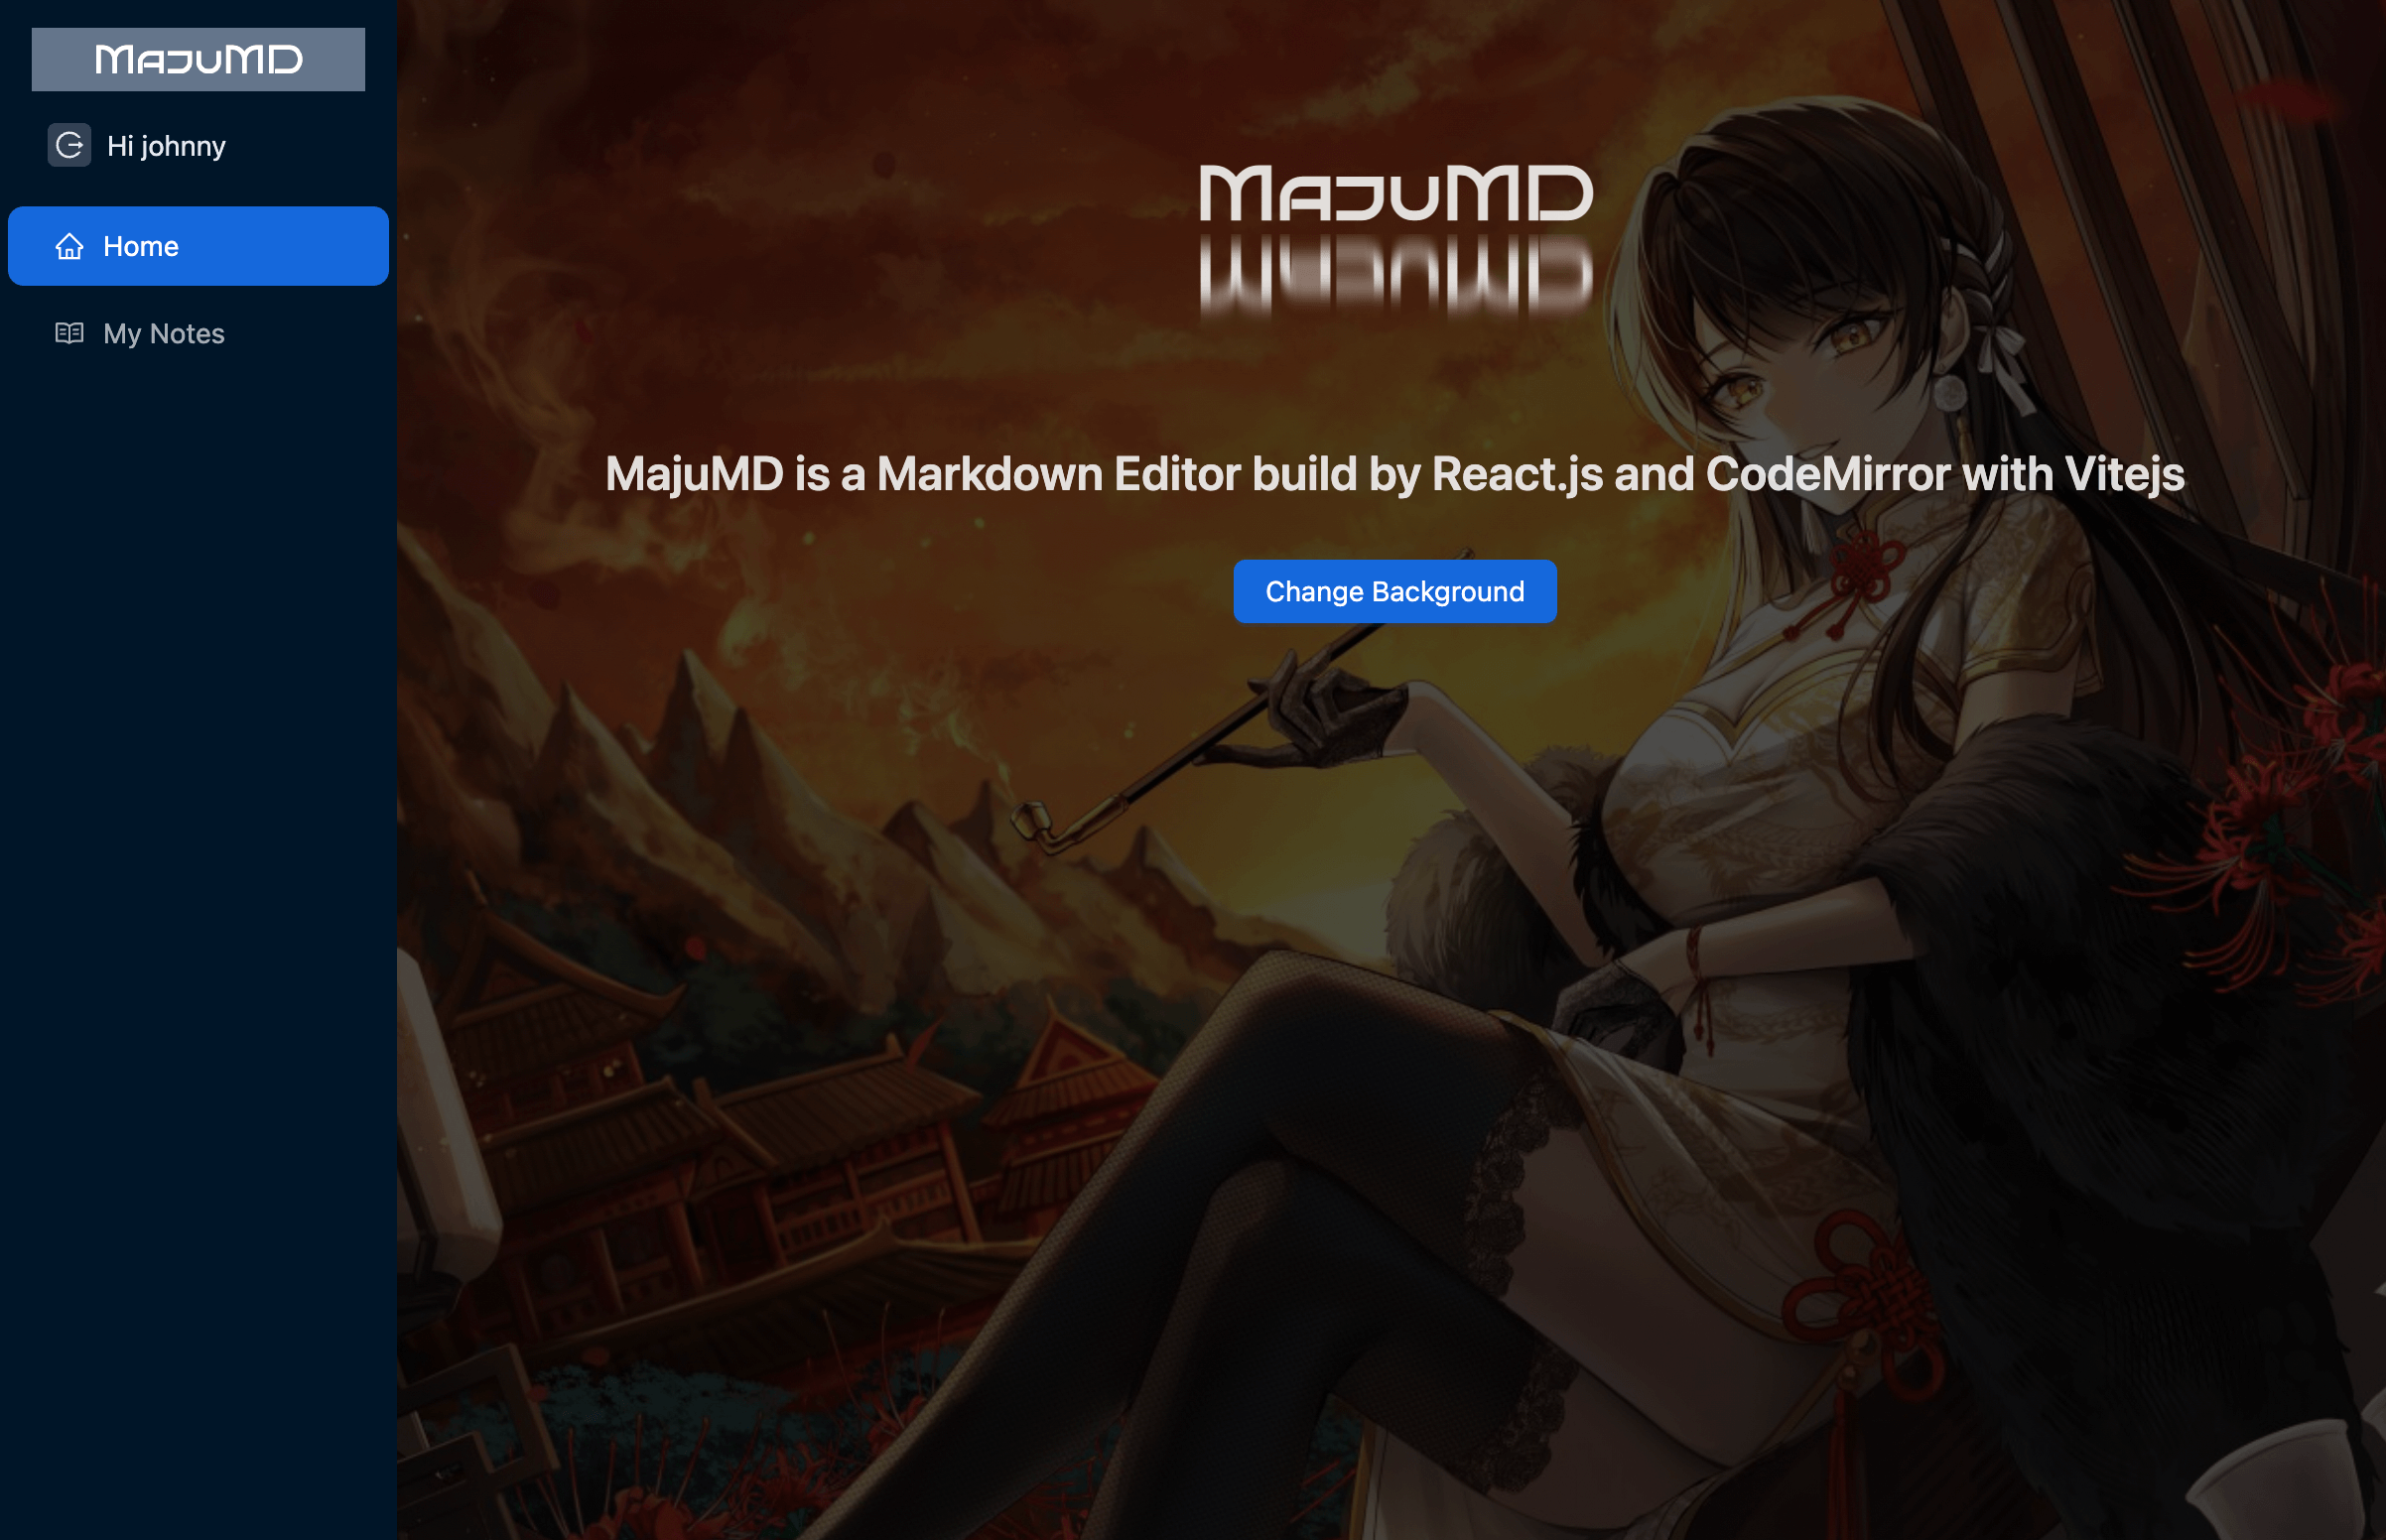 MAJUMD
Hi johnny
Home
My Notes
MAJUMD
MajuMD is a Markdown Editor build by React.js and CodeMirror with Vitejs
Change Background